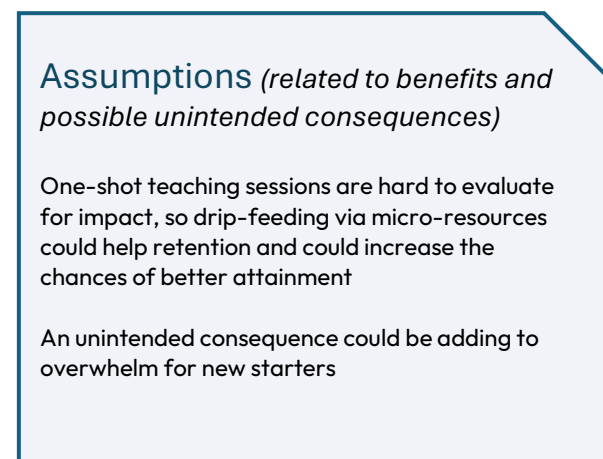 Assumptions (related to benefits and
possible unintended consequences)
One-shot teaching sessions are hard to evaluate
for impact, so drip-feeding via micro-resources
could help retention and could increase the
chances of better attainment
An unintended consequence could be adding to
overwhelm for new starters